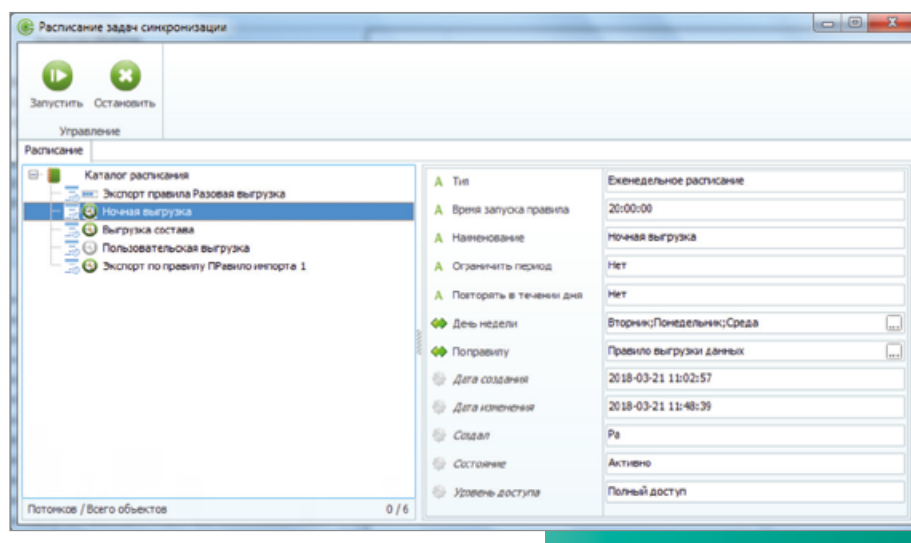 Расписание задач синхронизации
Запустить Остановить
Управление
Расписание
Каталог расписания
Экспорт правила Разовая выгрузка
Ночная выгрузка
Выгрузка состава
Пользовательская выгрузка
Экспорт по правилу ПРавило импорта 1
Потомков / Всего объектов 0 / 6
А Тип Еженедельное расписание
А Время запуска правила 20:00:00
А Наименование Ночная выгрузка
А Ограничить период Нет
А Повторять в течении дня Нет
День недели Вторник;Понедельник;Среда ...
Поправилу Правило выгрузки данных ...
Дата создания 2018-03-21 11:02:57
Дата изменения 2018-03-21 11:48:39
Создал Ра
Состояние Активно
Уровень доступа Полный доступ